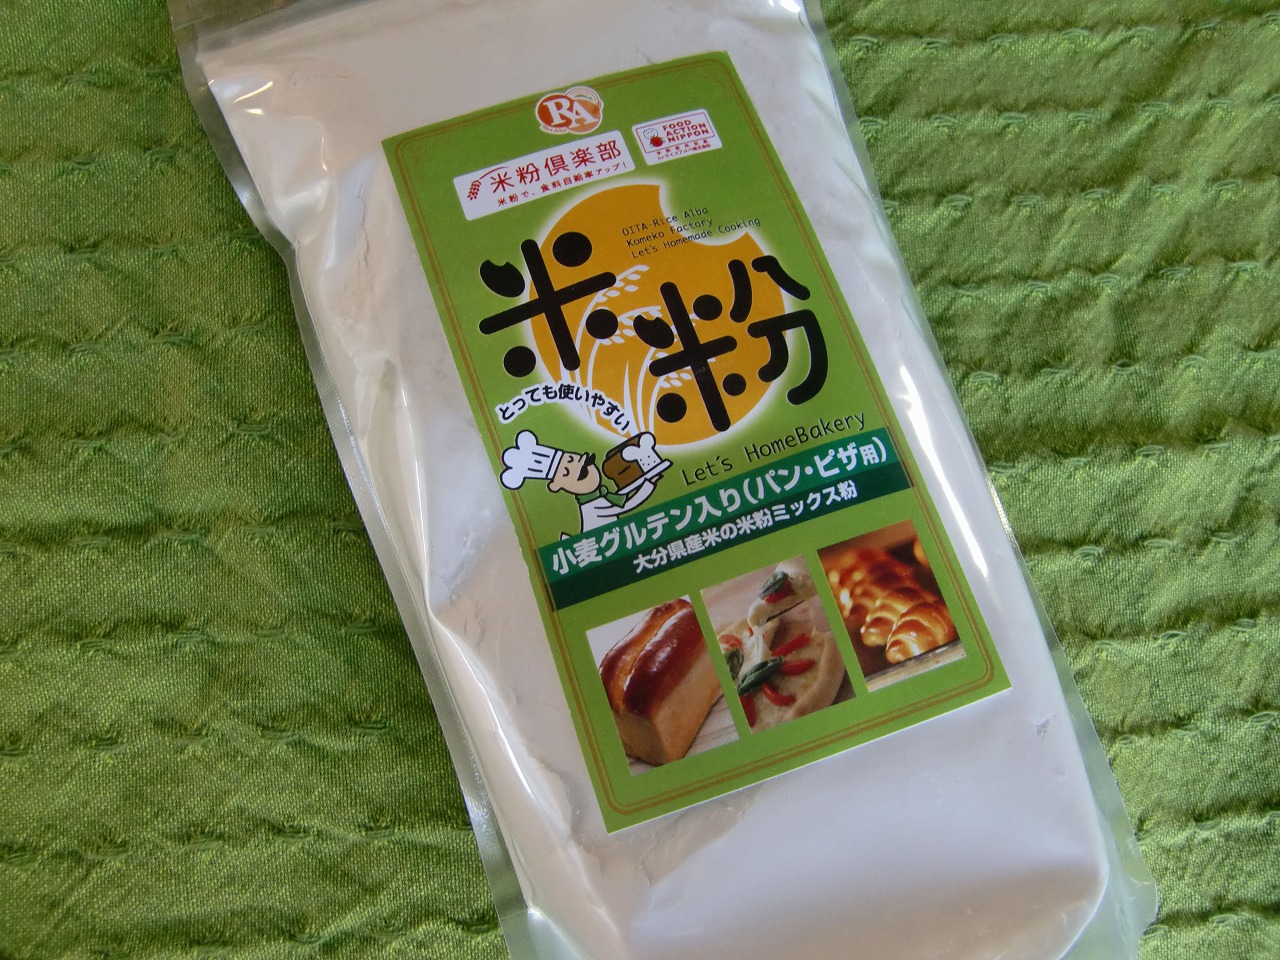 RA
米粉倶楽部
米粉で、食料自給率アップ!
FOOD
ACTION
NIPPON
OITA-Rice Alba
Komeko Factory
Let's Homemade Cooking
米粉
とっても使いやすい
Let's HomeBakery
小麦グルテン入り(パン・ピザ用)
大分県産米の米粉ミックス粉